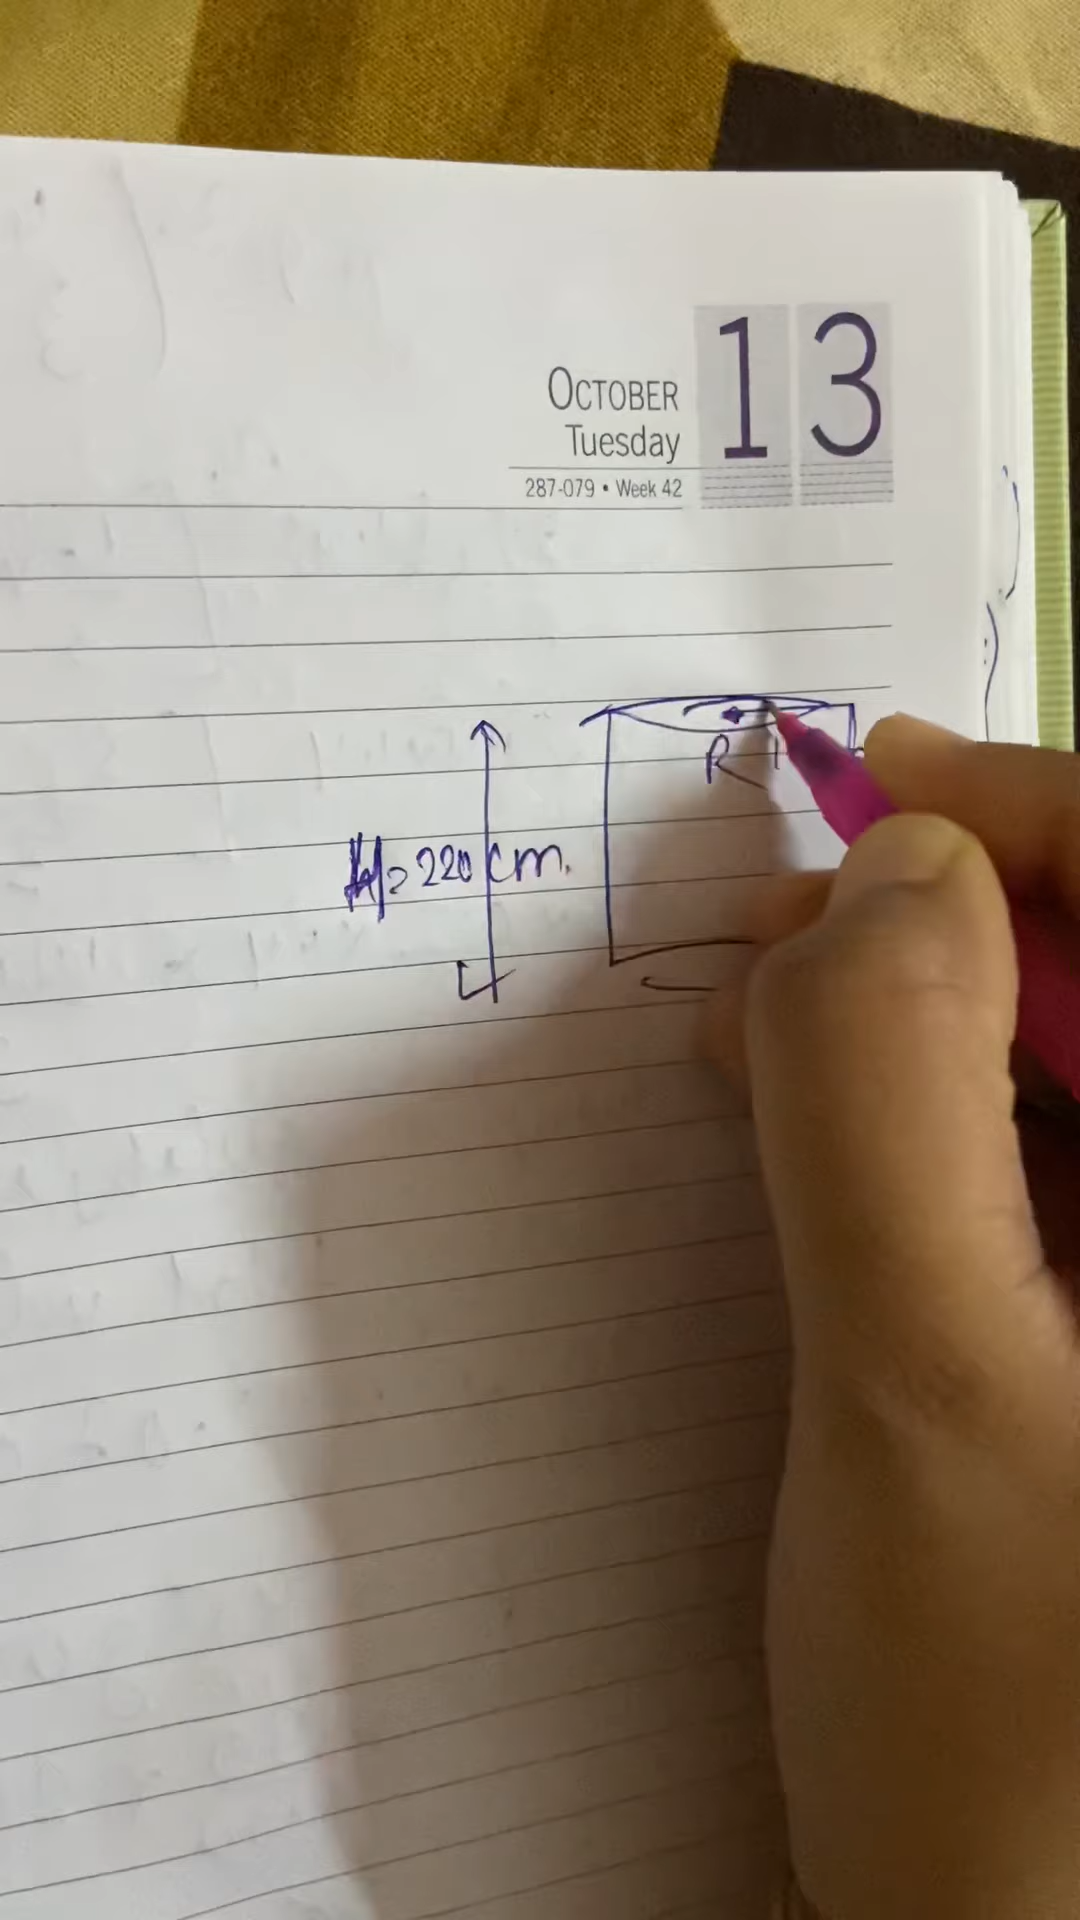 13
OCTOBER
Tuesday
287-079 • Week 42
R
H = 220 cm.